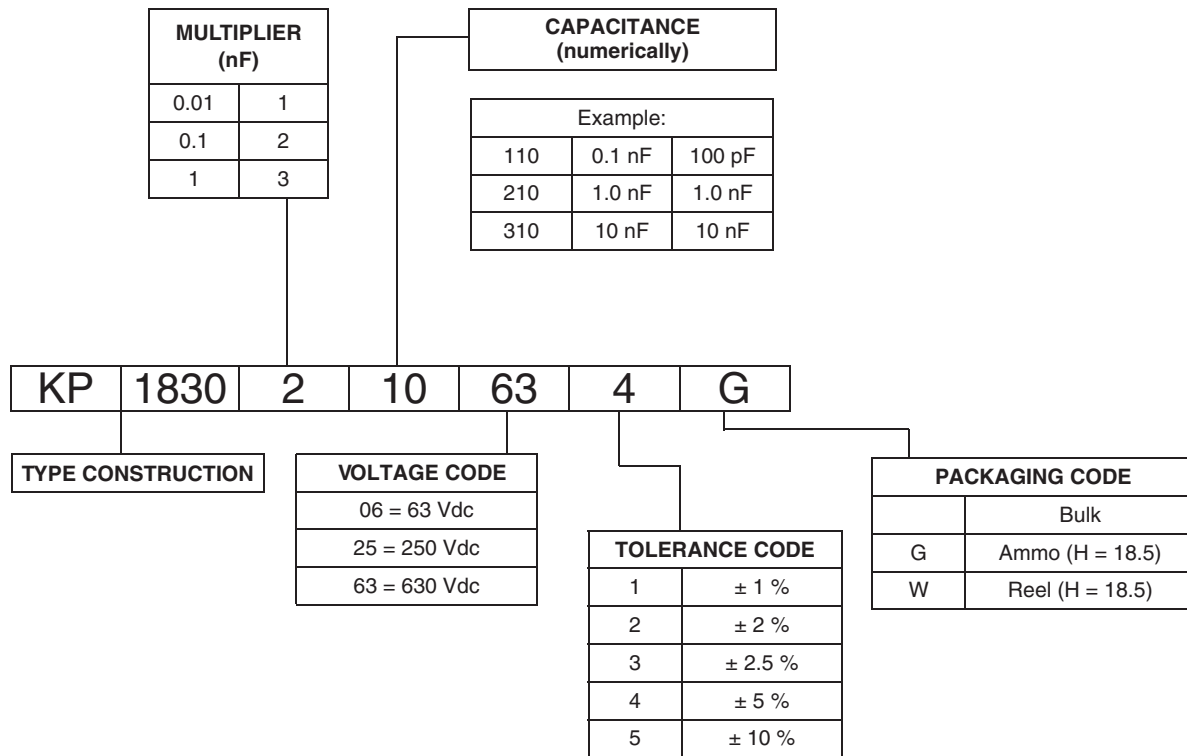 MULTIPLIER
(nF)
0.01 1
0.1 2
1 3
CAPACITANCE
(numerically)
Example:
110 0.1 nF 100 pF
210 1.0 nF 1.0 nF
310 10 nF 10 nF
KP 1830 2 10 63 4 G
TYPE CONSTRUCTION
VOLTAGE CODE
06 = 63 Vdc
25 = 250 Vdc
63 = 630 Vdc
TOLERANCE CODE
1 ± 1 %
2 ± 2 %
3 ± 2.5 %
4 ± 5 %
5 ± 10 %
PACKAGING CODE
Bulk
G Ammo (H = 18.5)
W Reel (H = 18.5)